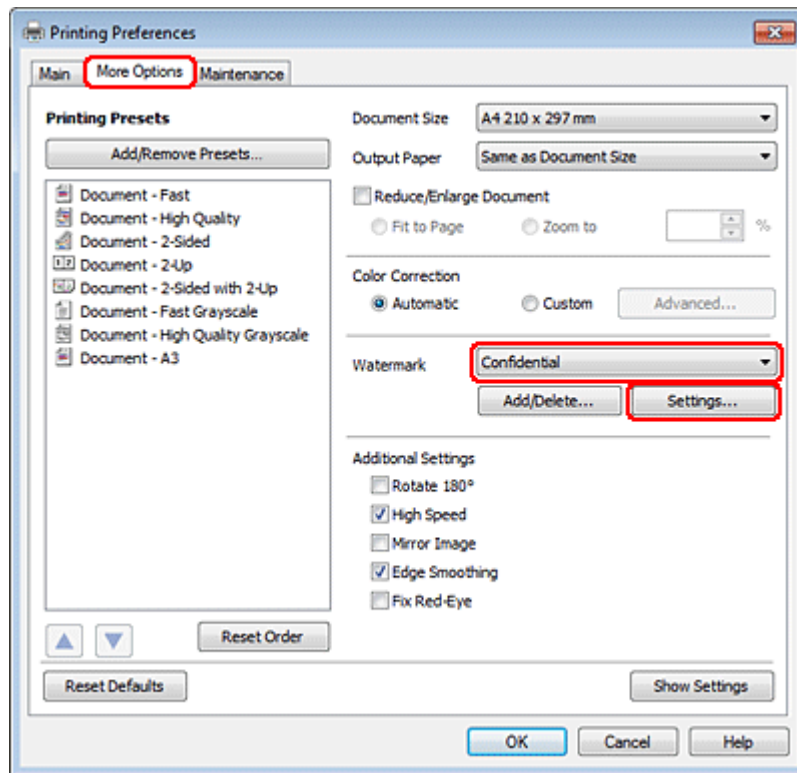 Printing Preferences
Main
More Options
Maintenance
Printing Presets
Add/Remove Presets...
Document - Fast
Document - High Quality
Document - 2-Sided
Document - 2-Up
Document - 2-Sided with 2-Up
Document - Fast Grayscale
Document - High Quality Grayscale
Document - A3
Reset Order
Document Size
A4 210 x 297 mm
Output Paper
Same as Document Size
Reduce/Enlarge Document
Fit to Page
Zoom to
%
Color Correction
Automatic
Custom
Advanced...
Watermark
Confidential
Add/Delete...
Settings...
Additional Settings
Rotate 180°
High Speed
Mirror Image
Edge Smoothing
Fix Red-Eye
Reset Defaults
Show Settings
OK
Cancel
Help